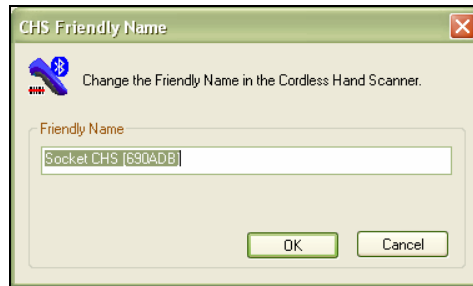 CHS Friendly Name
Change the Friendly Name in the Cordless Hand Scanner.
Friendly Name
Socket CHS [690ADB]
OK
Cancel